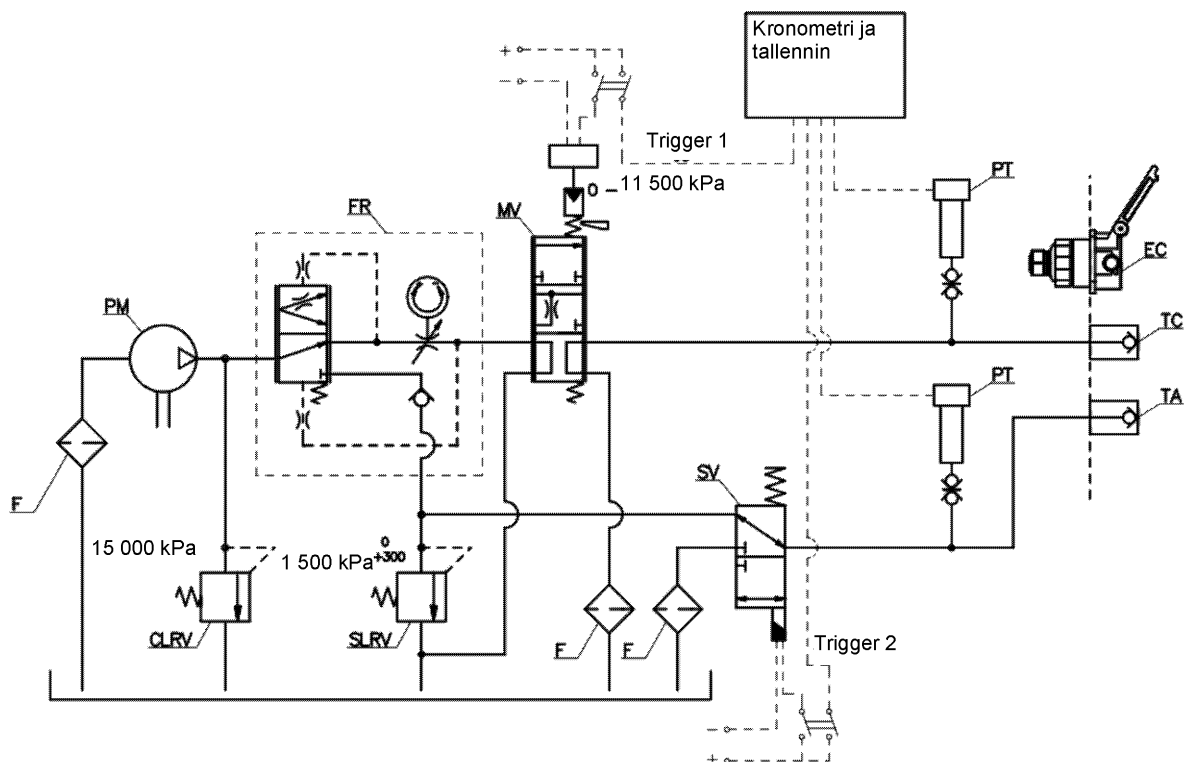 Kronometri ja
tallennin
+
–
Trigger 1
0 – 11 500 kPa
PT
FR
MV
EC
PM
TC
PT
TA
F
SV
15 000 kPa
1 500 kPa 0 +300
CLRV
SLRV
F
F
Trigger 2
–
+